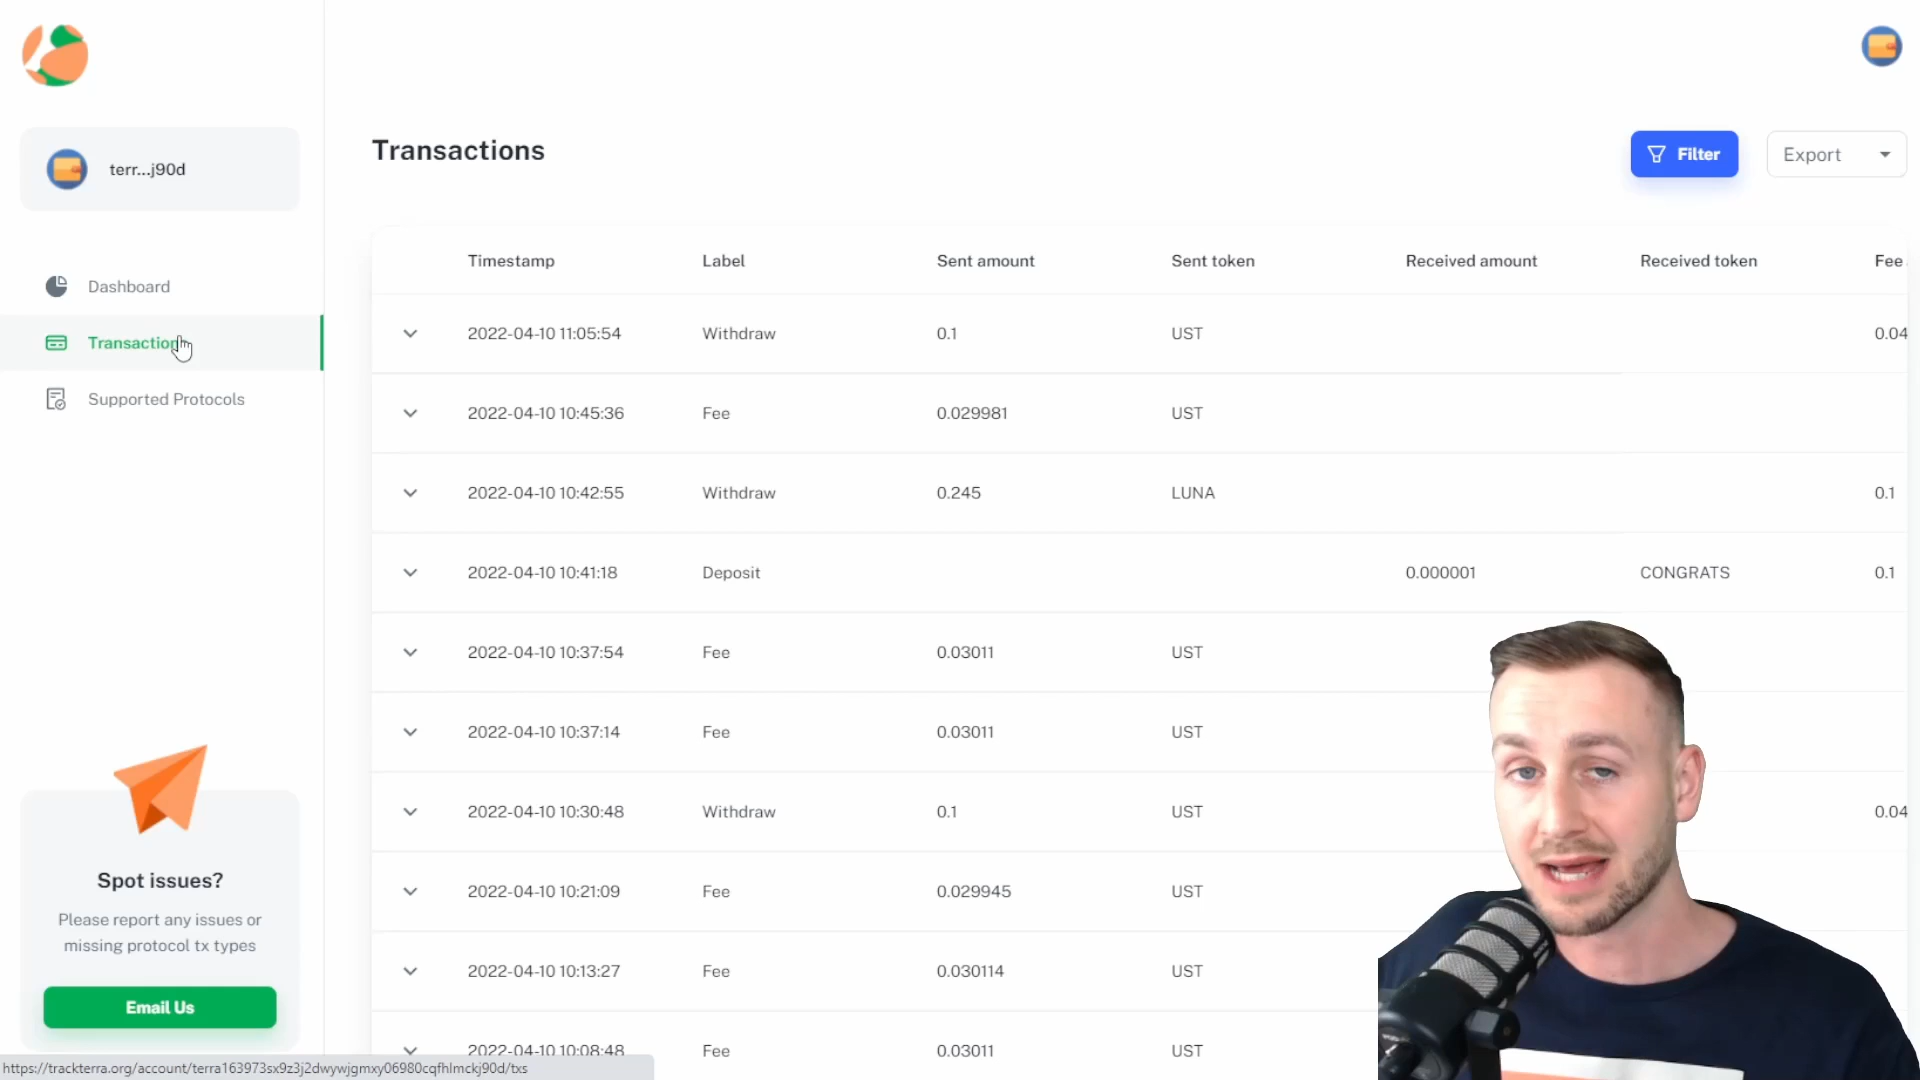 terr...j90d
Dashboard
Transactions
Supported Protocols
Spot issues?
Please report any issues or
missing protocol tx types
Email Us
https://trackterra.org/account/terra163973sx9z3j2dwywjgmxy06980cqfhlmckj90d/txs
Transactions
Filter
Export
Timestamp Label Sent amount Sent token Received amount Received token Fee
2022-04-10 11:05:54 Withdraw 0.1 UST 0.04
2022-04-10 10:45:36 Fee 0.029981 UST
2022-04-10 10:42:55 Withdraw 0.245 LUNA 0.1
2022-04-10 10:41:18 Deposit 0.000001 CONGRATS 0.1
2022-04-10 10:37:54 Fee 0.03011 UST
2022-04-10 10:37:14 Fee 0.03011 UST
2022-04-10 10:30:48 Withdraw 0.1 UST 0.04
2022-04-10 10:21:09 Fee 0.029945 UST
2022-04-10 10:13:27 Fee 0.030114 UST
2022-04-10 10:08:48 Fee 0.03011 UST